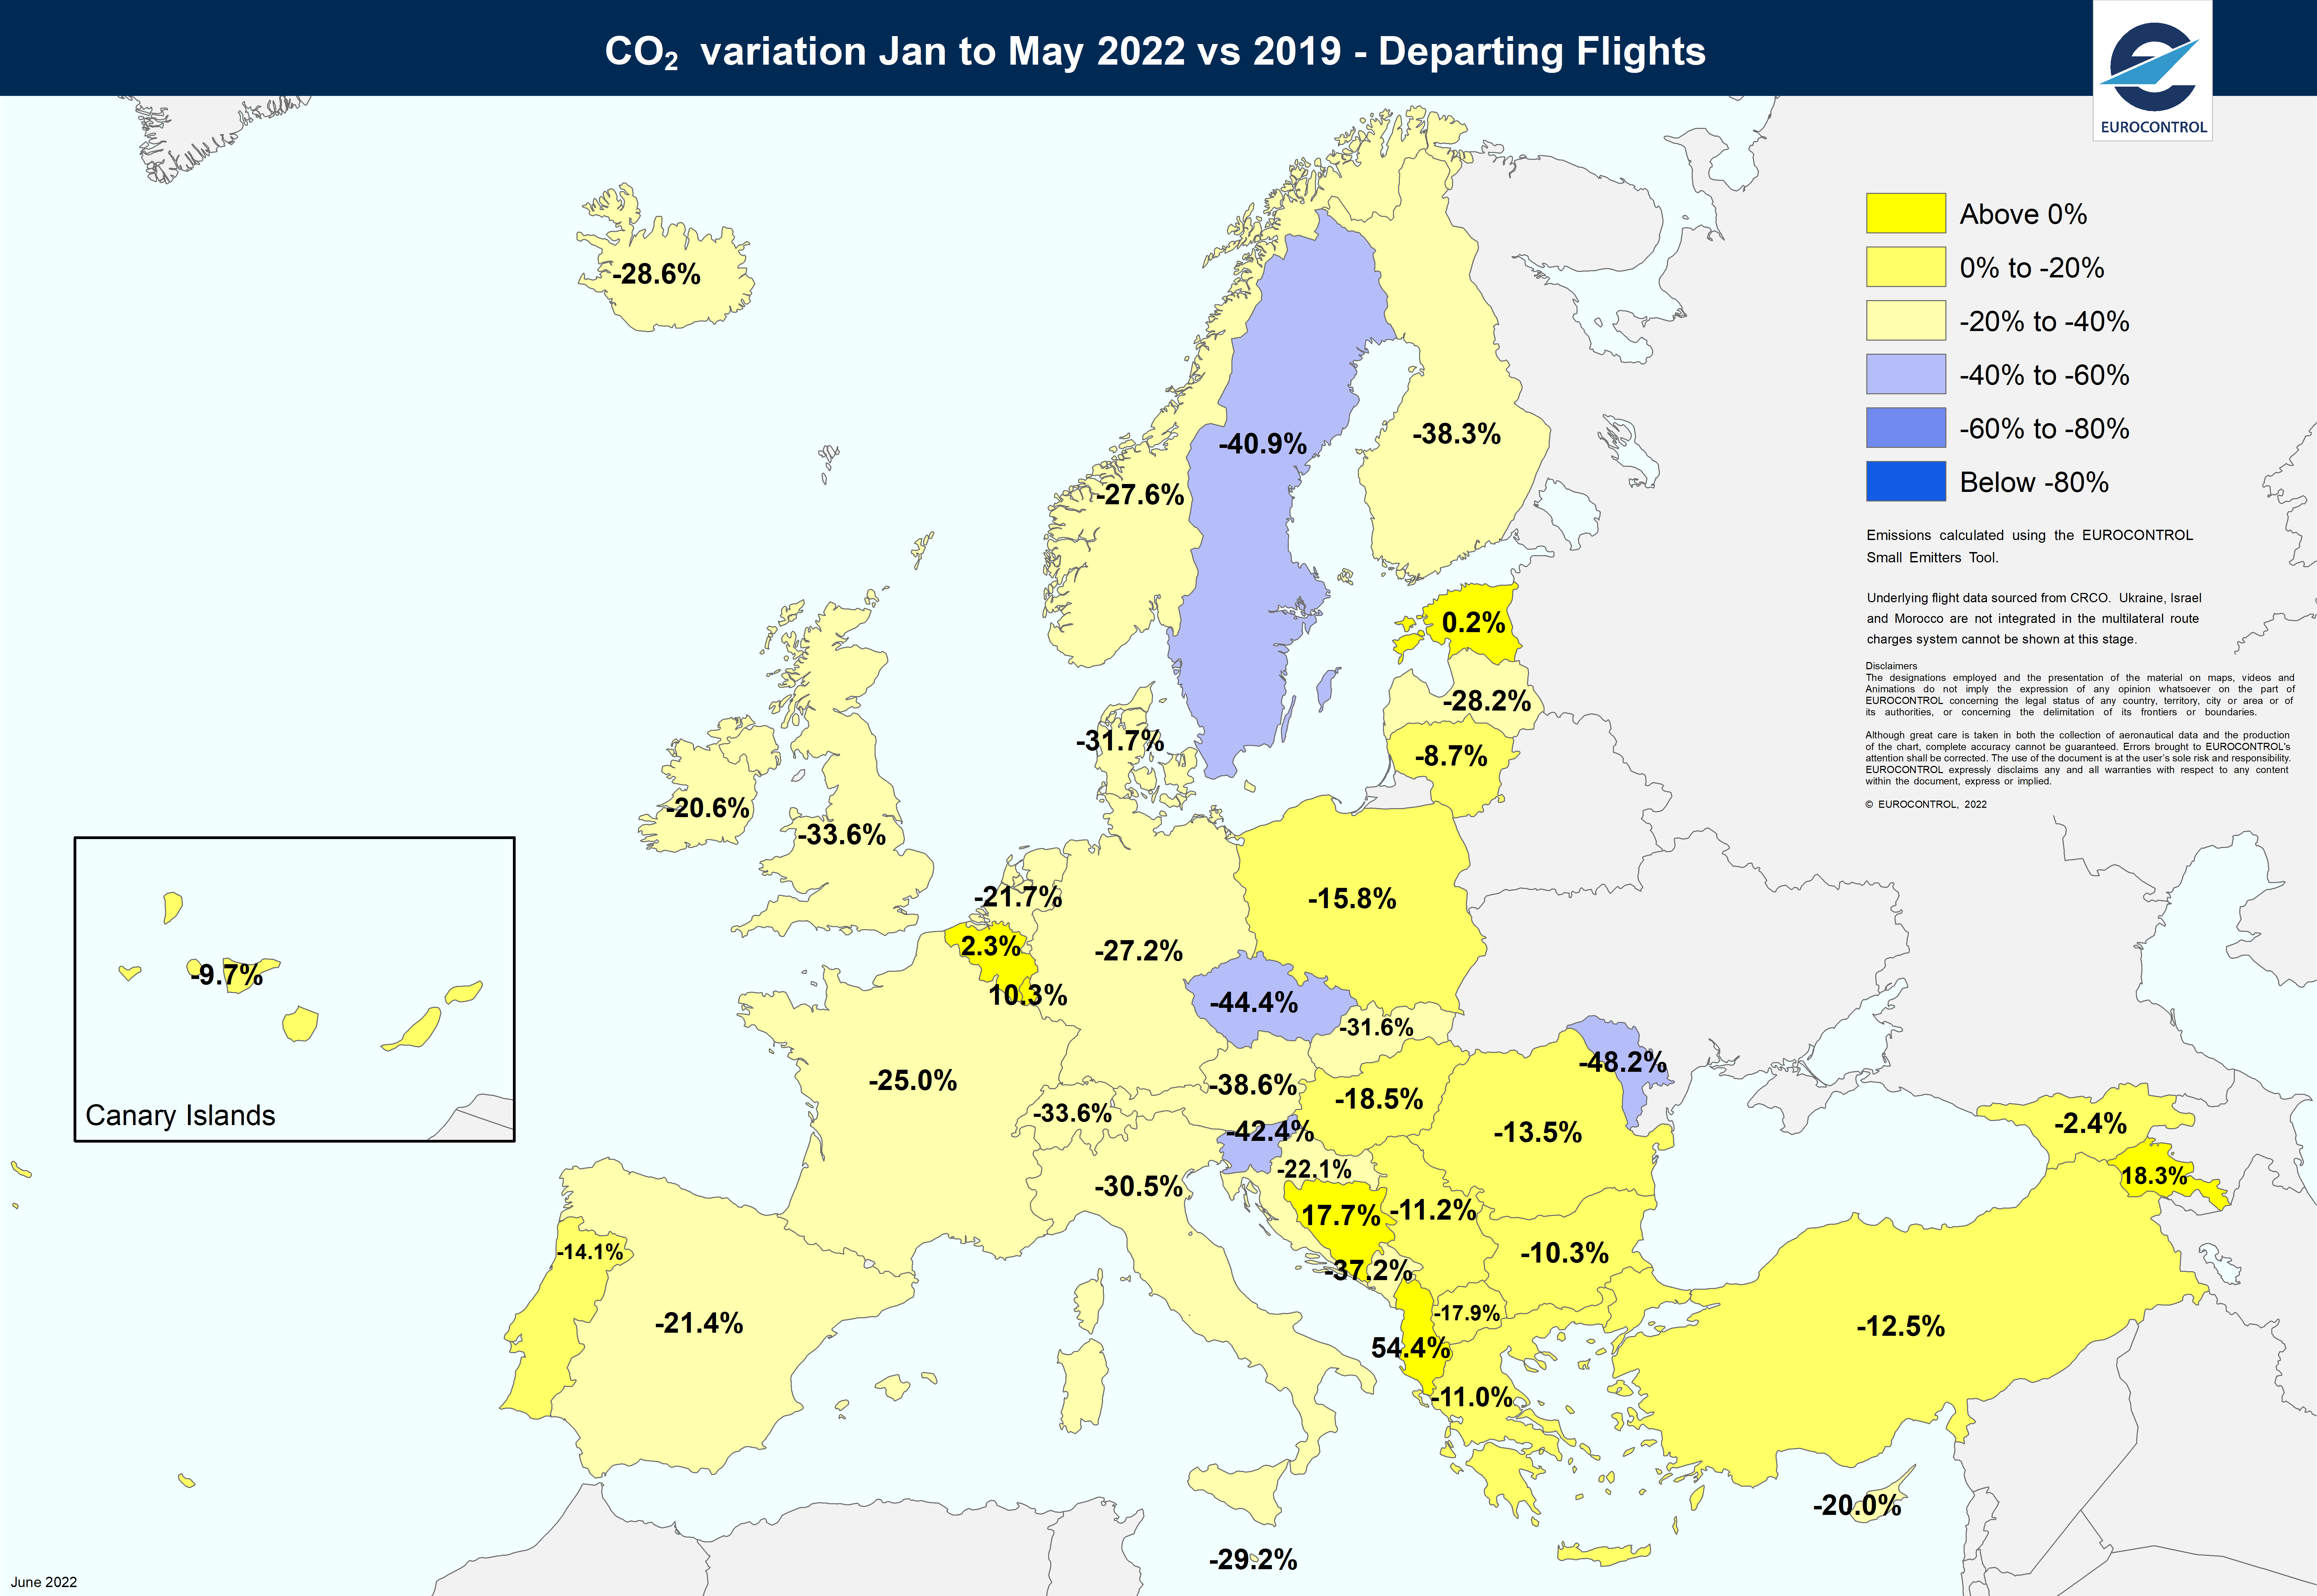 CO2 variation Jan to May 2022 vs 2019 - Departing Flights
EUROCONTROL
Above 0%
0% to -20%
-20% to -40%
-40% to -60%
-60% to -80%
Below -80%
Emissions calculated using the EUROCONTROL
Small Emitters Tool.
Underlying flight data sourced from CRCO. Ukraine, Israel
and Morocco are not integrated in the multilateral route
charges system cannot be shown at this stage.
Disclaimers
The designations employed and the presentation of the material on maps, videos and
Animations do not imply the expression of any opinion whatsoever on the part of
EUROCONTROL concerning the legal status of any country, territory, city or area or of
its authorities, or concerning the delimitation of its frontiers or boundaries.
Although great care is taken in both the collection of aeronautical data and the production
of the chart, complete accuracy cannot be guaranteed. Errors brought to EUROCONTROL's
attention shall be corrected. The use of the document is at the user's sole risk and responsibility.
EUROCONTROL expressly disclaims any and all warranties with respect to any content
within the document, express or implied.
© EUROCONTROL, 2022
-28.6%
-38.3%
-40.9%
-27.6%
0.2%
-28.2%
-31.7%
-8.7%
-20.6%
-33.6%
-21.7%
-15.8%
2.3%
-27.2%
-9.7%
10.3%
-44.4%
-31.6%
-48.2%
-25.0%
-38.6%
-18.5%
Canary Islands
-33.6%
-2.4%
-42.4%
-13.5%
-22.1%
18.3%
-30.5%
17.7%
-11.2%
-14.1%
-10.3%
-37.2%
-17.9%
-21.4%
-12.5%
54.4%
-11.0%
-20.0%
-29.2%
June 2022